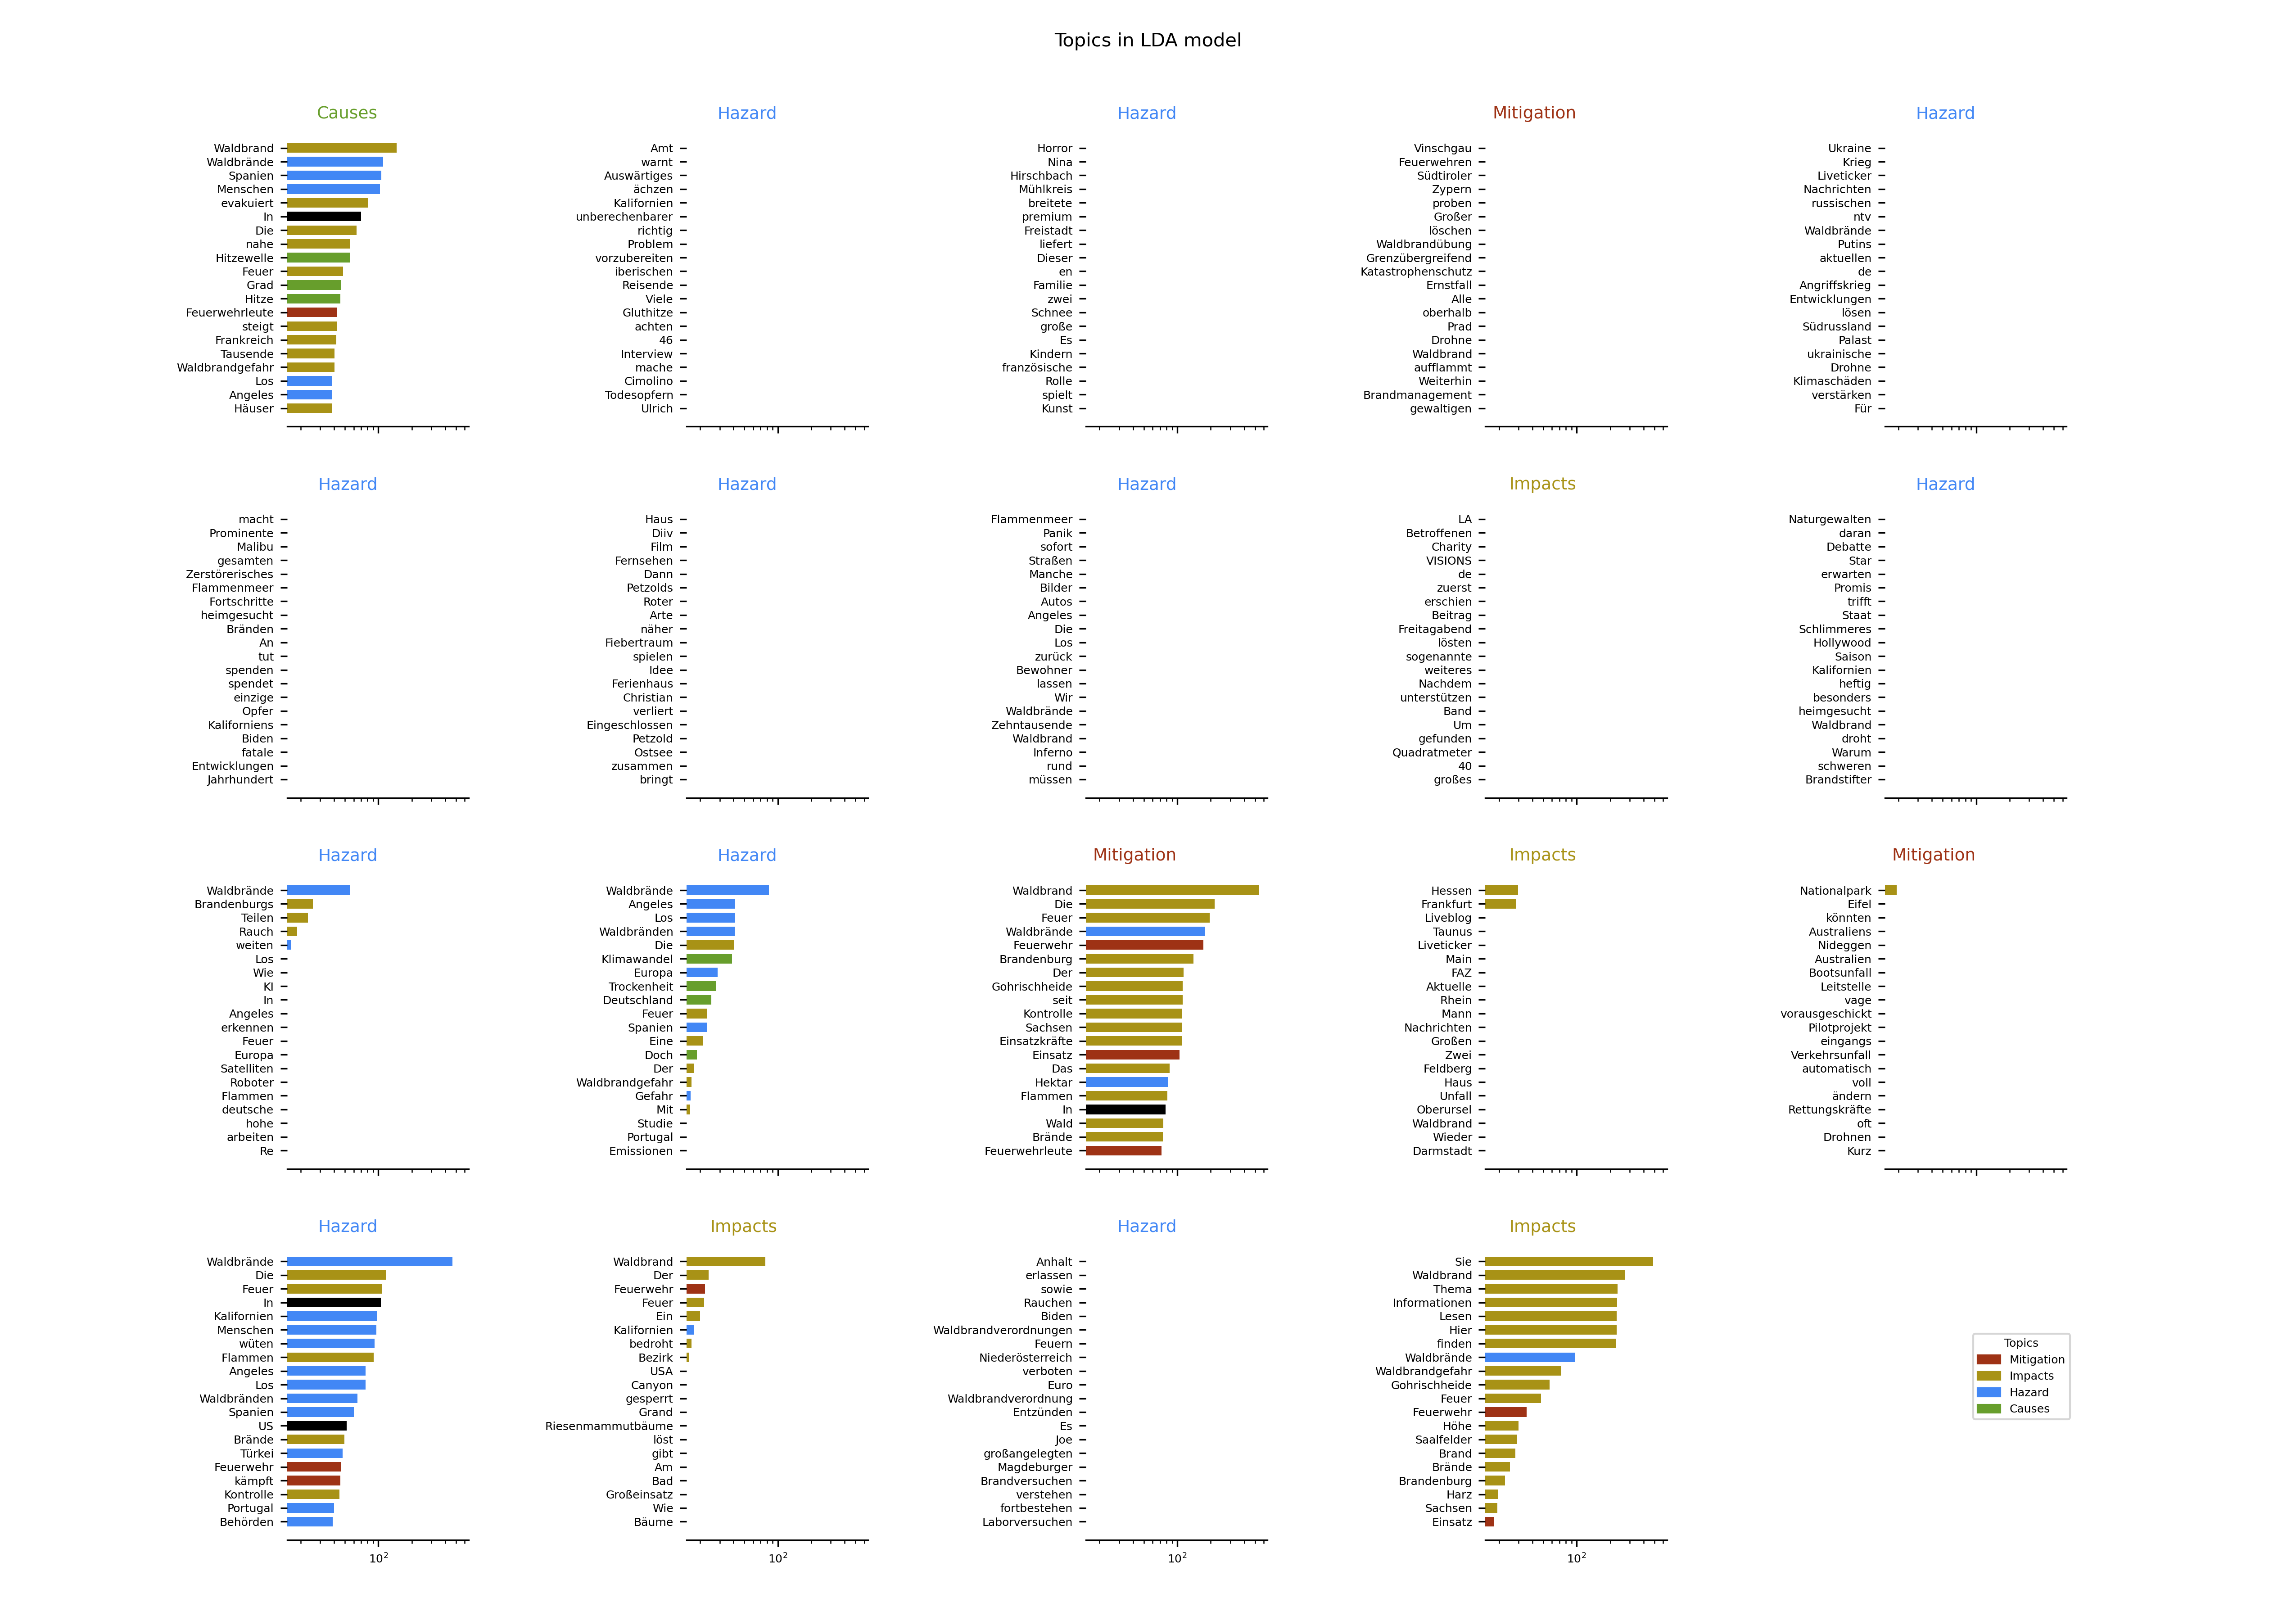 Topics in LDA model
Causes
Waldbrand
Waldbrände
Spanien
Menschen
evakuiert
In
Die
nahe
Hitzewelle
Feuer
Grad
Hitze
Feuerwehrleute
steigt
Frankreich
Tausende
Waldbrandgefahr
Los
Angeles
Häuser
Hazard
Amt
warnt
Auswärtiges
ächzen
Kalifornien
unberechenbarer
richtig
Problem
vorzubereiten
iberischen
Reisende
Viele
Gluthitze
achten
46
Interview
mache
Cimolino
Todesopfern
Ulrich
Hazard
Horror
Nina
Hirschbach
Mühlkreis
breitete
premium
Freistadt
liefert
Dieser
en
Familie
zwei
Schnee
große
Es
Kindern
französische
Rolle
spielt
Kunst
Mitigation
Vinschgau
Feuerwehren
Südtiroler
Zypern
proben
Großer
löschen
Waldbrandübung
Grenzübergreifend
Katastrophenschutz
Ernstfall
Alle
oberhalb
Prad
Drohne
Waldbrand
aufflammt
Weiterhin
Brandmanagement
gewaltigen
Hazard
Ukraine
Krieg
Liveticker
Nachrichten
russischen
ntv
Waldbrände
Putins
aktuellen
de
Angriffskrieg
Entwicklungen
lösen
Südrussland
Palast
ukrainische
Drohne
Klimaschäden
verstärken
Für
Hazard
macht
Prominente
Malibu
gesamten
Zerstörerisches
Flammenmeer
Fortschritte
heimgesucht
Bränden
An
tut
spenden
spendet
einzige
Opfer
Kaliforniens
Biden
fatale
Entwicklungen
Jahrhundert
Hazard
Haus
Diiv
Film
Fernsehen
Dann
Petzolds
Roter
Arte
näher
Fiebertraum
spielen
Idee
Ferienhaus
Christian
verliert
Eingeschlossen
Petzold
Ostsee
zusammen
bringt
Hazard
Flammenmeer
Panik
sofort
Straßen
Manche
Bilder
Autos
Angeles
Die
Los
zurück
Bewohner
lassen
Wir
Waldbrände
Zehntausende
Waldbrand
Inferno
rund
müssen
Impacts
LA
Betroffenen
Charity
VISIONS
de
zuerst
erschien
Beitrag
Freitagabend
lösten
sogenannte
weiteres
Nachdem
unterstützen
Band
Um
gefunden
Quadratmeter
40
großes
Hazard
Naturgewalten
daran
Debatte
Star
erwarten
Promis
trifft
Staat
Schlimmeres
Hollywood
Saison
Kalifornien
heftig
besonders
heimgesucht
Waldbrand
droht
Warum
schweren
Brandstifter
Hazard
Waldbrände
Brandenburgs
Teilen
Rauch
weiten
Los
Wie
KI
In
Angeles
erkennen
Feuer
Europa
Satelliten
Roboter
Flammen
deutsche
hohe
arbeiten
Re
Hazard
Waldbrände
Angeles
Los
Waldbränden
Die
Klimawandel
Europa
Trockenheit
Deutschland
Feuer
Spanien
Eine
Doch
Der
Waldbrandgefahr
Gefahr
Mit
Studie
Portugal
Emissionen
Mitigation
Waldbrand
Die
Feuer
Waldbrände
Feuerwehr
Brandenburg
Der
Gohrischheide
seit
Kontrolle
Sachsen
Einsatzkräfte
Einsatz
Das
Hektar
Flammen
In
Wald
Brände
Feuerwehrleute
Impacts
Hessen
Frankfurt
Liveblog
Taunus
Liveticker
Main
FAZ
Aktuelle
Rhein
Mann
Nachrichten
Großen
Zwei
Feldberg
Haus
Unfall
Oberursel
Waldbrand
Wieder
Darmstadt
Mitigation
Nationalpark
Eifel
könnten
Australiens
Nideggen
Australien
Bootsunfall
Leitstelle
vage
vorausgeschickt
Pilotprojekt
eingangs
Verkehrsunfall
automatisch
voll
ändern
Rettungskräfte
oft
Drohnen
Kurz
Hazard
Waldbrände
Die
Feuer
In
Kalifornien
Menschen
wüten
Flammen
Angeles
Los
Waldbränden
Spanien
US
Brände
Türkei
Feuerwehr
kämpft
Kontrolle
Portugal
Behörden
10²
Impacts
Waldbrand
Der
Feuerwehr
Feuer
Ein
Kalifornien
bedroht
Bezirk
USA
Canyon
gesperrt
Grand
Riesenmammutbäume
löst
gibt
Am
Bad
Großeinsatz
Wie
Bäume
10²
Hazard
Anhalt
erlassen
sowie
Rauchen
Biden
Waldbrandverordnungen
Feuern
Niederösterreich
verboten
Euro
Waldbrandverordnung
Entzünden
Es
Joe
großangelegten
Magdeburger
Brandversuchen
verstehen
fortbestehen
Laborversuchen
10²
Impacts
Sie
Waldbrand
Thema
Informationen
Lesen
Hier
finden
Waldbrände
Waldbrandgefahr
Gohrischheide
Feuer
Feuerwehr
Höhe
Saalfelder
Brand
Brände
Brandenburg
Harz
Sachsen
Einsatz
10²
Topics
Mitigation
Impacts
Hazard
Causes